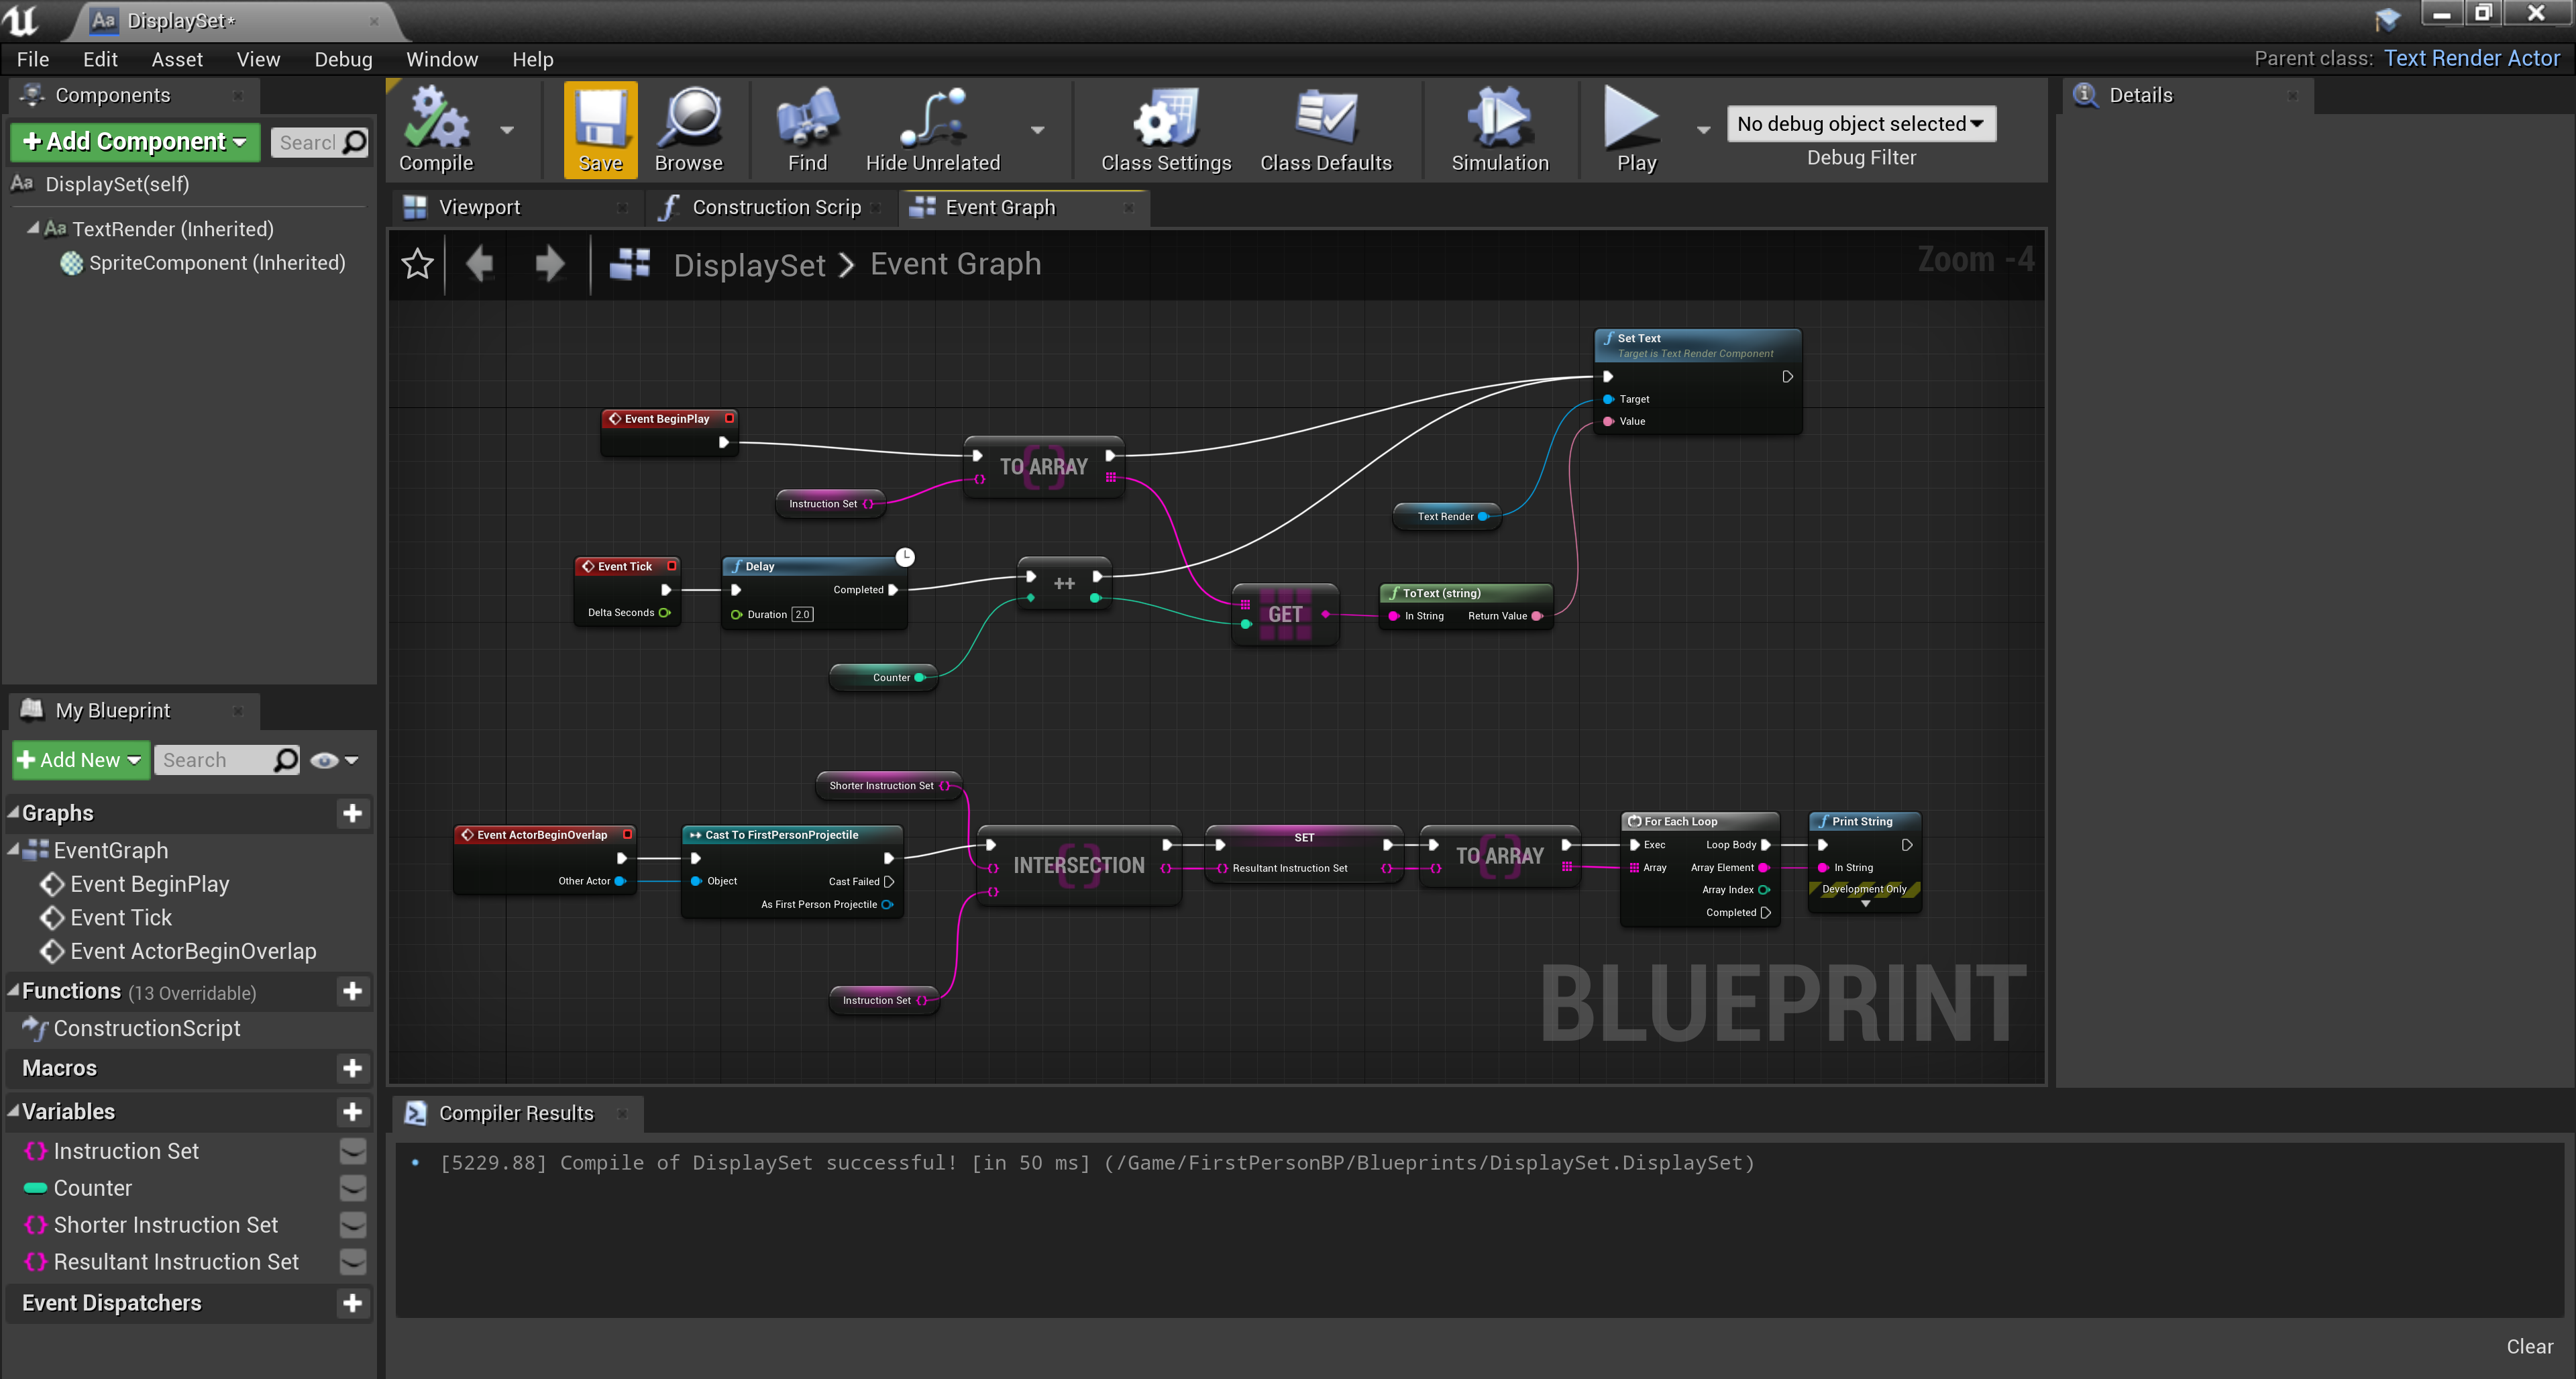 DisplaySet*
File Edit Asset View Debug Window Help
Parent class: Text Render Actor
Components
+Add Component
Search
DisplaySet(self)
TextRender (Inherited)
SpriteComponent (Inherited)
Compile
Save
Browse
Find
Hide Unrelated
Class Settings
Class Defaults
Simulation
Play
No debug object selected
Debug Filter
Details
Viewport
Construction Scrip
Event Graph
DisplaySet > Event Graph
Zoom -4
Set Text
Target is Text Render Component
Target
Value
Event BeginPlay
TO ARRAY
Instruction Set
Text Render
Event Tick
Delta Seconds
Delay
Completed
Duration 2.0
++
GET
ToText (string)
In String Return Value
Counter
Shorter Instruction Set
Event ActorBeginOverlap
Other Actor
Cast To FirstPersonProjectile
Object
Cast Failed
As First Person Projectile
INTERSECTION
SET
Resultant Instruction Set
TO ARRAY
For Each Loop
Exec Loop Body
Array Array Element
Array Index
Completed
Print String
In String
Development Only
Instruction Set
BLUEPRINT
My Blueprint
+Add New
Search
Graphs
EventGraph
Event BeginPlay
Event Tick
Event ActorBeginOverlap
Functions (13 Overridable)
ConstructionScript
Macros
Variables
Instruction Set
Counter
Shorter Instruction Set
Resultant Instruction Set
Event Dispatchers
Compiler Results
[5229.88] Compile of DisplaySet successful! [in 50 ms] (/Game/FirstPersonBP/Blueprints/DisplaySet.DisplaySet)
Clear